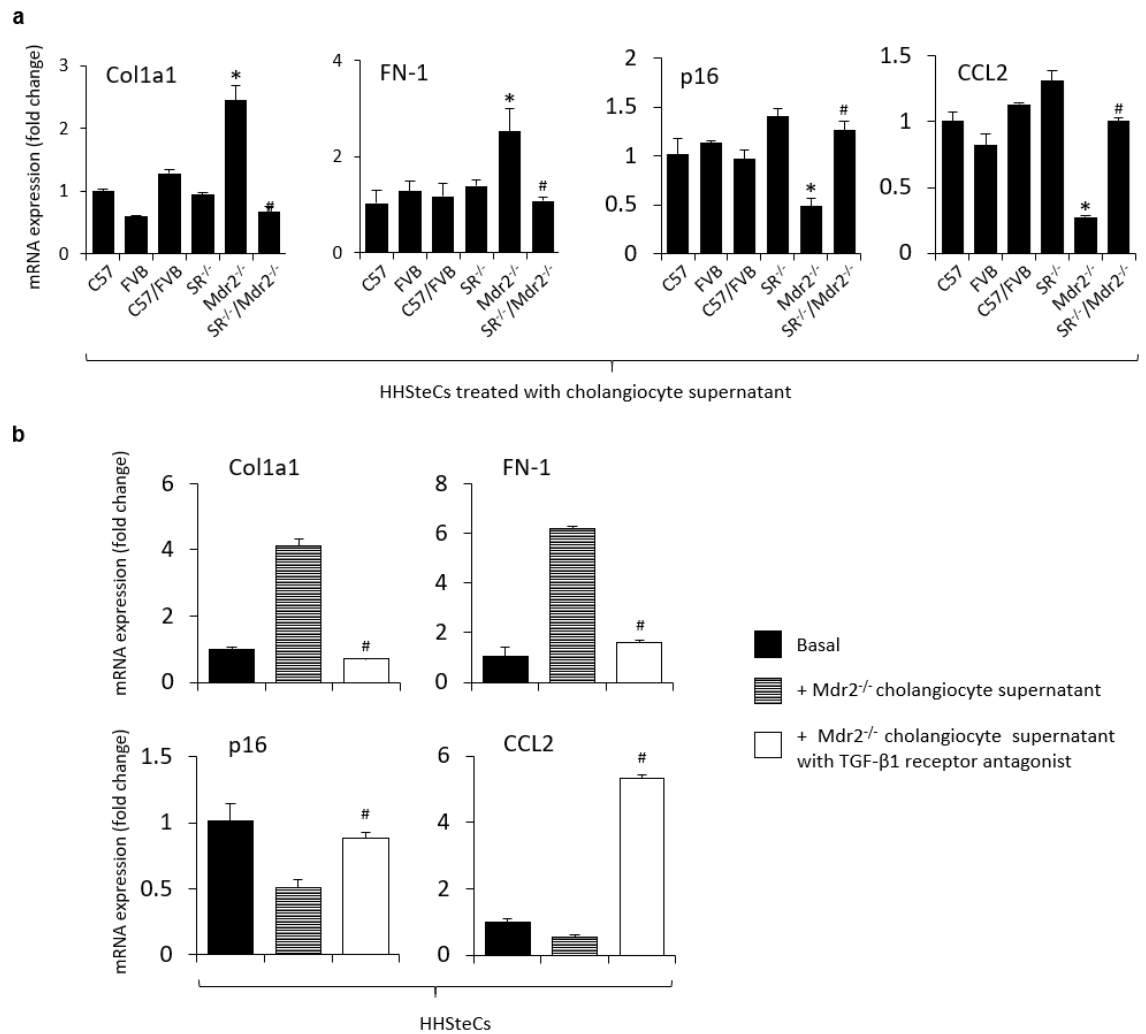 a
mRNA expression (fold change)
Col1a1
3
2
1
0
*
#
C57
FVB
C57/FVB
SR-/-
Mdr2-/-
SR-/-/Mdr2-/-
FN-1
4
2
0
*
#
C57
FVB
C57/FVB
SR-/-
Mdr2-/-
SR-/-/Mdr2-/-
p16
2
1.5
1
0.5
0
*
#
C57
FVB
C57/FVB
SR-/-
Mdr2-/-
SR-/-/Mdr2-/-
CCL2
1.5
1
0.5
0
*
#
C57
FVB
C57/FVB
SR-/-
Mdr2-/-
SR-/-/Mdr2-/-
HHSteCs treated with cholangiocyte supernatant
b
mRNA expression (fold change)
Col1a1
6
4
2
0
#
FN-1
8
6
4
2
0
#
mRNA expression (fold change)
p16
1.5
1
0.5
0
#
CCL2
6
4
2
0
#
HHSteCs
Basal
+ Mdr2-/- cholangiocyte supernatant
+ Mdr2-/- cholangiocyte supernatant
with TGF-β1 receptor antagonist